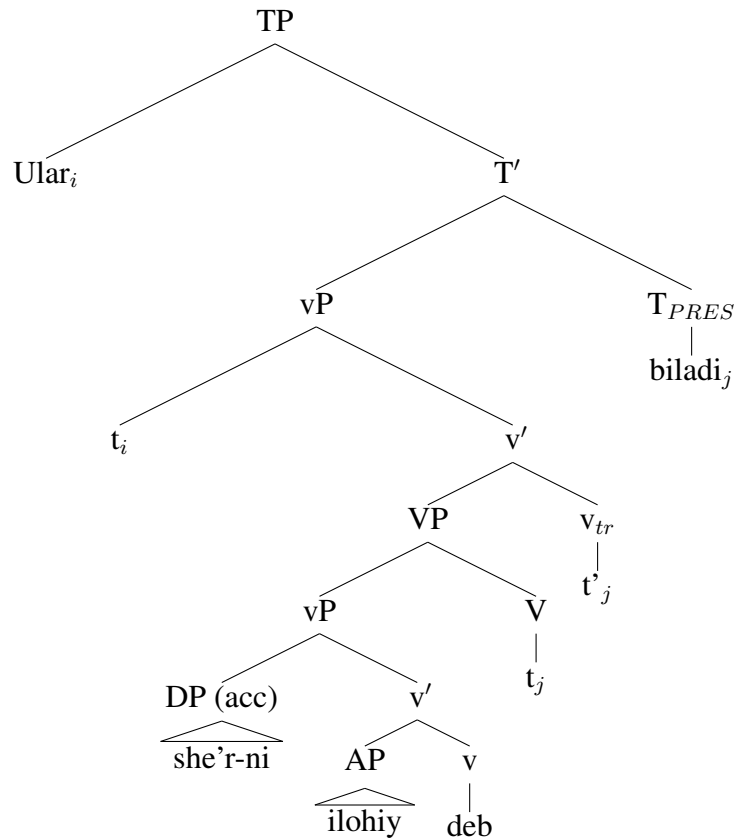 TP
Ular_i T′
vP T_PRES
biladi_j
t_i v′
VP v_tr
t’_j
vP V
t_j
DP (acc) v′
she’r-ni AP v
ilohiy deb